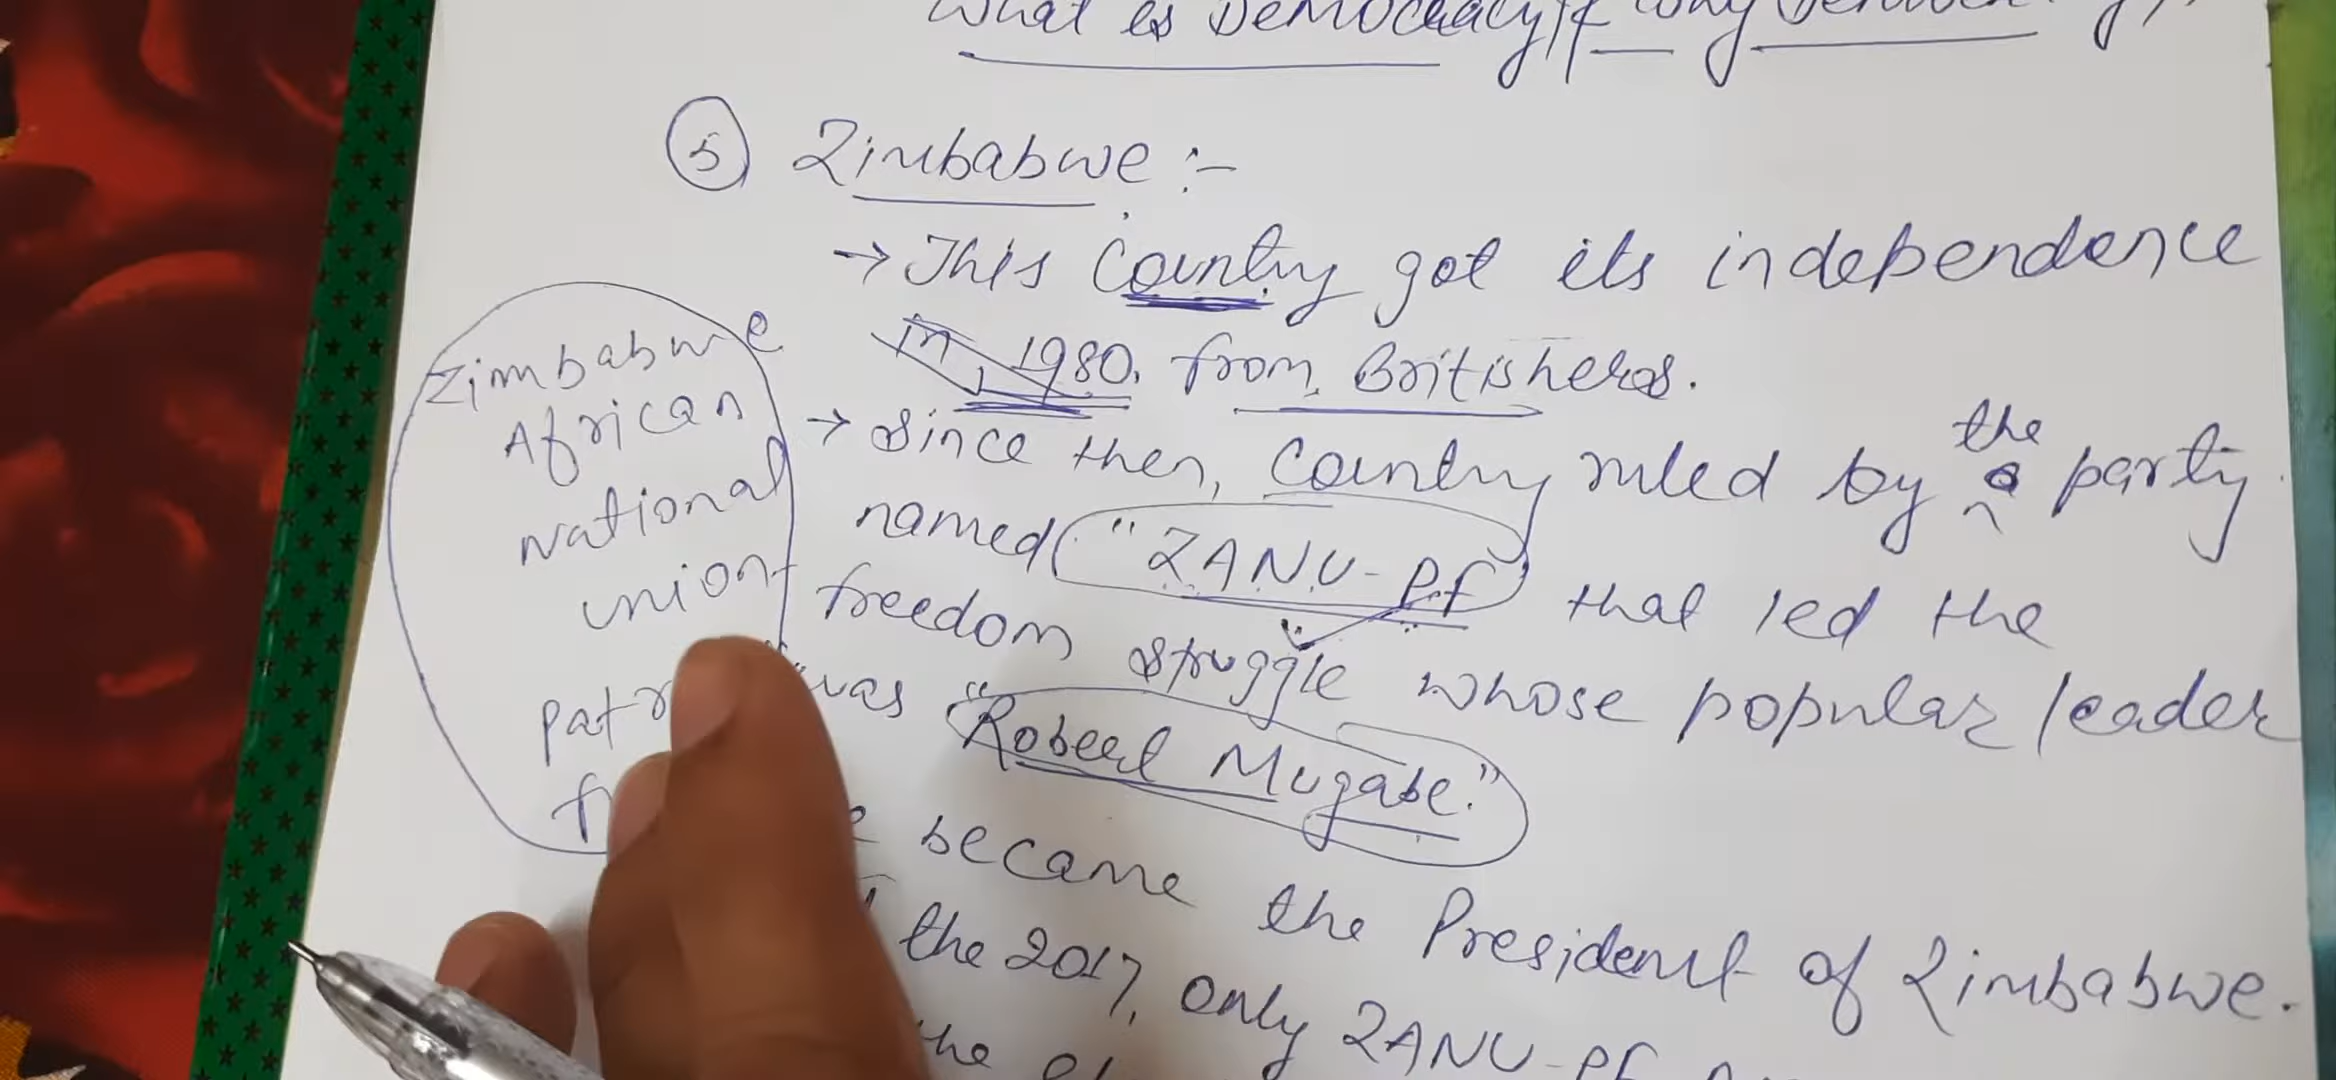 What is Democracy? Why
5 Zimbabwe :-
→ This Country got its independence
in 1980. from Britishers.
→ Since then, Country ruled by the party
named "ZANU-PF" that led the
freedom struggle whose popular leader
was "Robert Mugabe."
became the President of Zimbabwe.
the 2017, only ZANU-PF
the
Zimbabwe
African
National
union